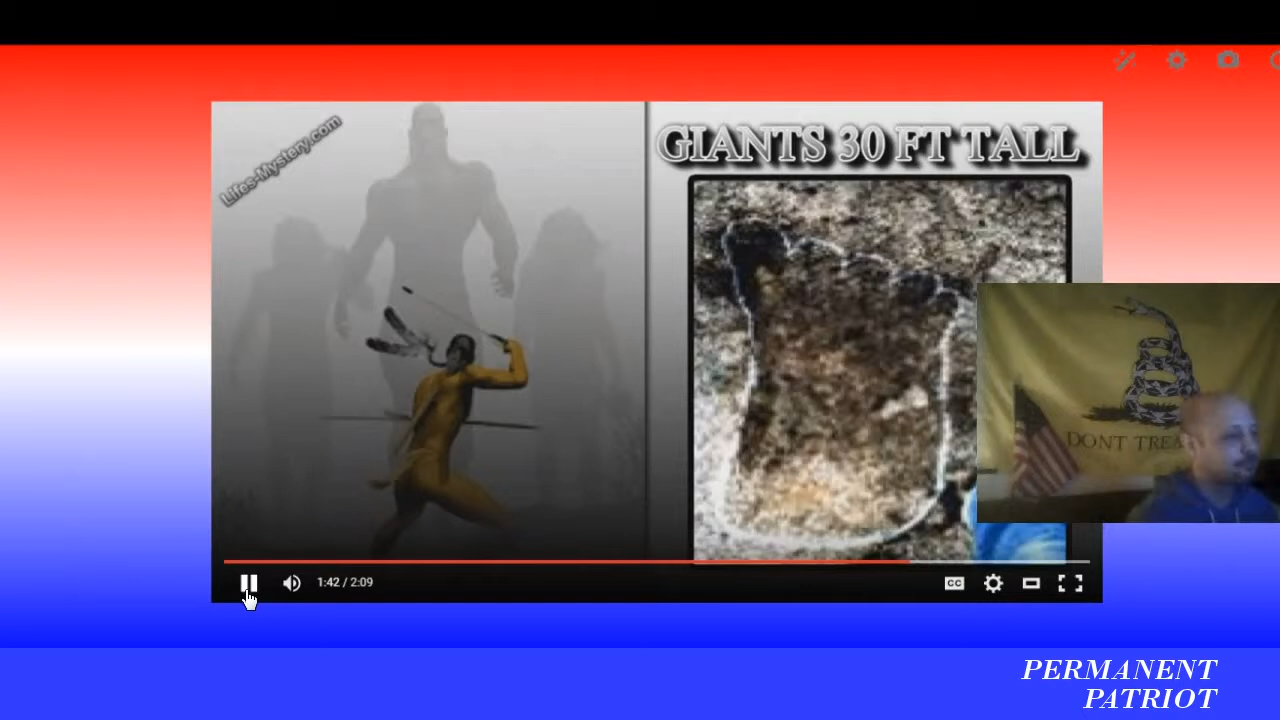 Lifes-Mystery.com
GIANTS 30 FT TALL
DONT TREA
1:42 / 2:09
CC
PERMANENT
PATRIOT